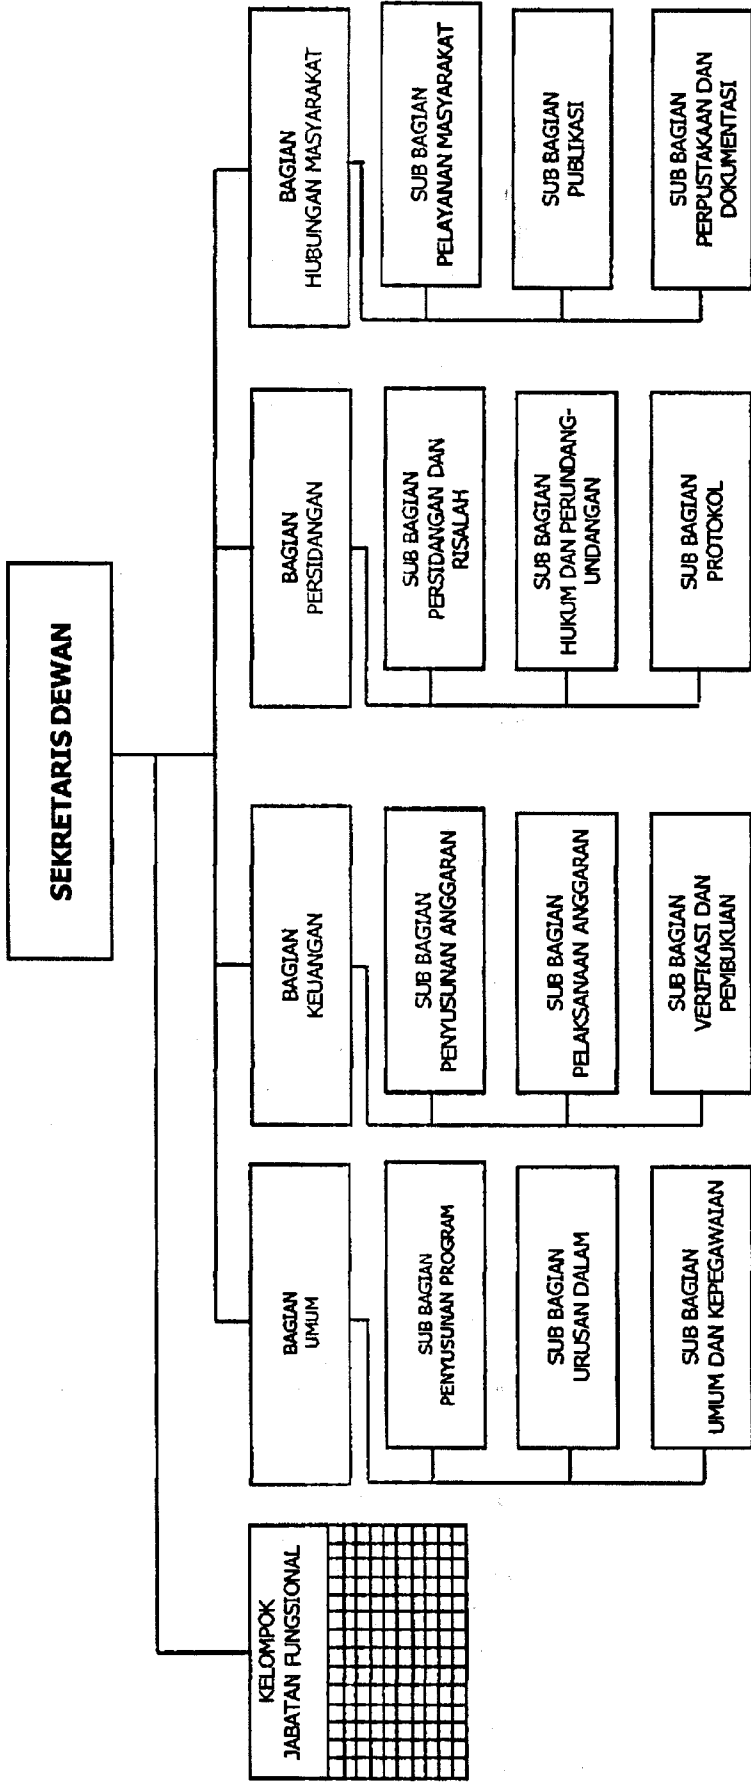 SEKRETARIS DEWAN
KELOMPOK
JABATAN FUNGSIONAL
BAGIAN
UMUM
SUB BAGIAN
PENYUSUNAN PROGRAM
SUB BAGIAN
URUSAN DALAM
SUB BAGIAN
UMUM DAN KEPEGAWAIAN
BAGIAN
KEUANGAN
SUB BAGIAN
PENYUSUNAN ANGGARAN
SUB BAGIAN
PELAKSANAAN ANGGARAN
SUB BAGIAN
VERIFIKASI DAN
PEMBUKUAN
BAGIAN
PERSIDANGAN
SUB BAGIAN
PERSIDANGAN DAN
RISALAH
SUB BAGIAN
HUKUM DAN PERUNDANG-
UNDANGAN
SUB BAGIAN
PROTOKOL
BAGIAN
HUBUNGAN MASYARAKAT
SUB BAGIAN
PELAYANAN MASYARAKAT
SUB BAGIAN
PUBLIKASI
SUB BAGIAN
PERPUSTAKAAN DAN
DOKUMENTASI